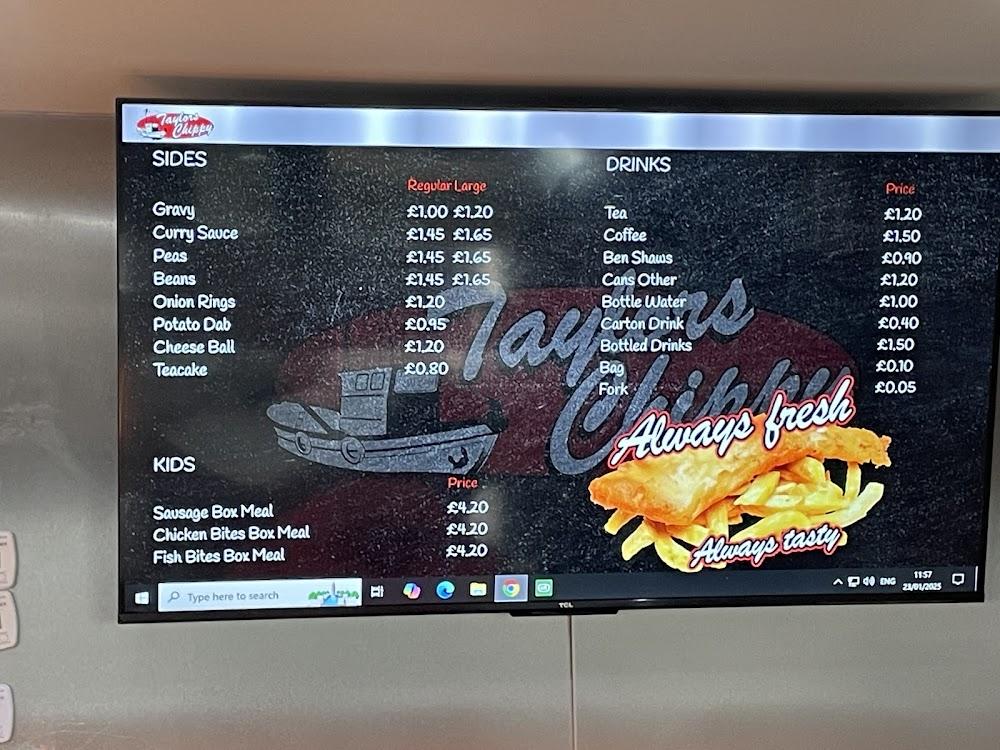 Taylors
Chippy
SIDES
Regular Large
Gravy £1.00 £1.20
Curry Sauce £1.45 £1.65
Peas £1.45 £1.65
Beans £1.45 £1.65
Onion Rings £1.20
Potato Dab £0.95
Cheese Ball £1.20
Teacake £0.80
KIDS
Price
Sausage Box Meal £4.20
Chicken Bites Box Meal £4.20
Fish Bites Box Meal £4.20
DRINKS
Price
Tea £1.20
Coffee £1.50
Ben Shaws £0.90
Cans Other £1.20
Bottle Water £1.00
Carton Drink £0.40
Bottled Drinks £1.50
Bag £0.10
Fork £0.05
Taylors
Chippy
Always fresh
Always tasty
Type here to search
ENG
11:57
23/01/2025
TCL